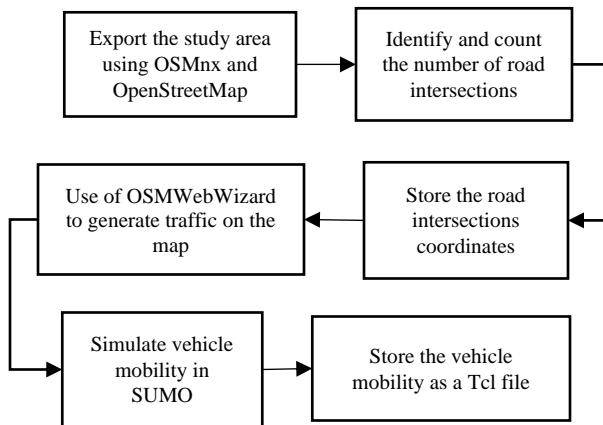 Export the study area
using OSMnx and
OpenStreetMap
Identify and count
the number of road
intersections
Store the road
intersections
coordinates
Use of OSMWebWizard
to generate traffic on the
map
Simulate vehicle
mobility in
SUMO
Store the vehicle
mobility as a Tcl file